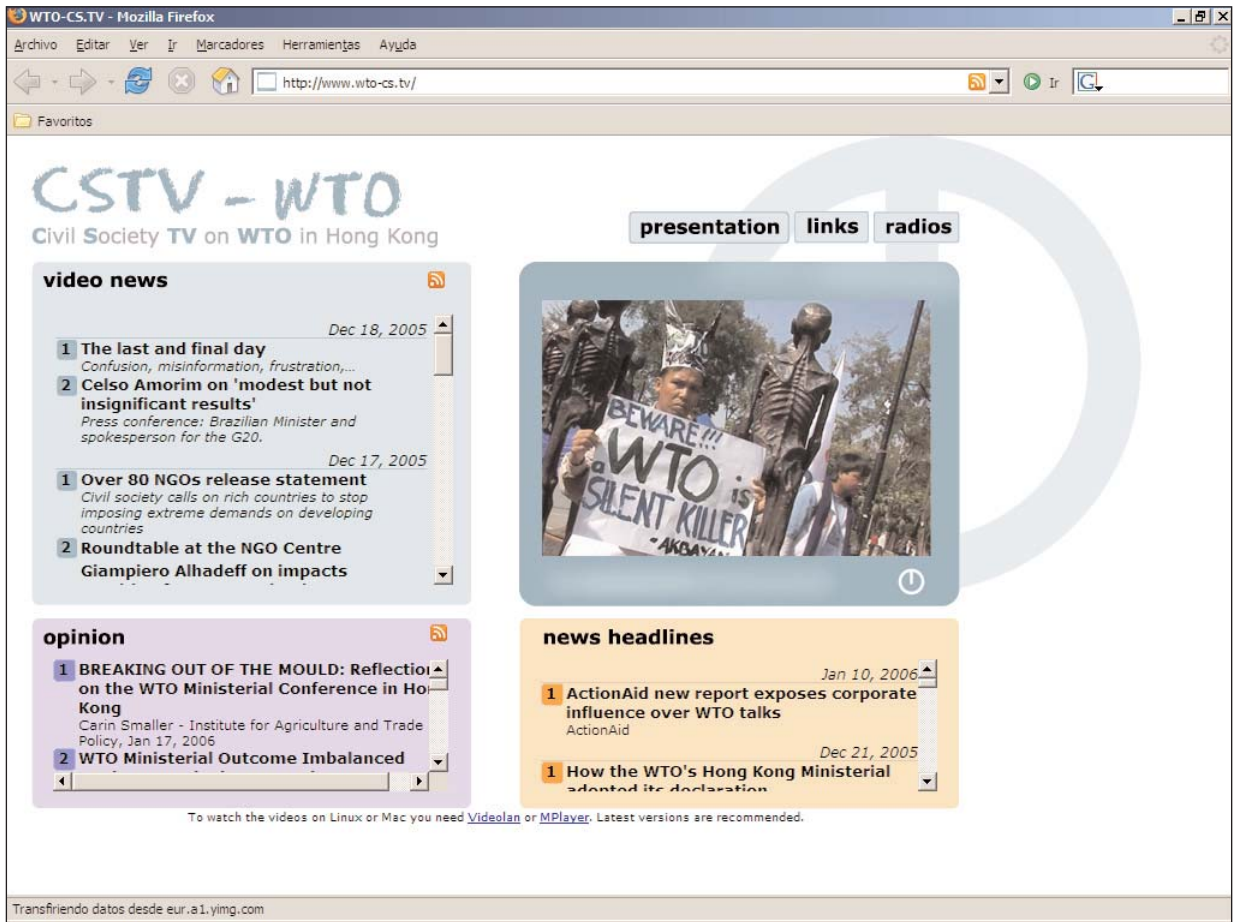 WTO-CS.TV - Mozilla Firefox
Archivo Editar Ver Ir Marcadores Herramientas Ayuda
http://www.wto-cs.tv/
Ir
G
Favoritos
CSTV - WTO
Civil Society TV on WTO in Hong Kong
presentation links radios
video news
Dec 18, 2005
1 The last and final day
Confusion, misinformation, frustration,...
2 Celso Amorim on 'modest but not
insignificant results'
Press conference: Brazilian Minister and
spokesperson for the G20.
Dec 17, 2005
1 Over 80 NGOs release statement
Civil society calls on rich countries to stop
imposing extreme demands on developing
countries
2 Roundtable at the NGO Centre
Giampiero Alhadeff on impacts
BEWARE!!!
a WTO is
SILENT KILLER
-AKBAYAN
opinion
1 BREAKING OUT OF THE MOULD: Reflection
on the WTO Ministerial Conference in Ho
Kong
Carin Smaller - Institute for Agriculture and Trade
Policy, Jan 17, 2006
2 WTO Ministerial Outcome Imbalanced
news headlines
Jan 10, 2006
1 ActionAid new report exposes corporate
influence over WTO talks
ActionAid
Dec 21, 2005
1 How the WTO's Hong Kong Ministerial
adopted its declaration
To watch the videos on Linux or Mac you need Videolan or MPlayer. Latest versions are recommended.
Transfiriendo datos desde eur.a1.yimg.com